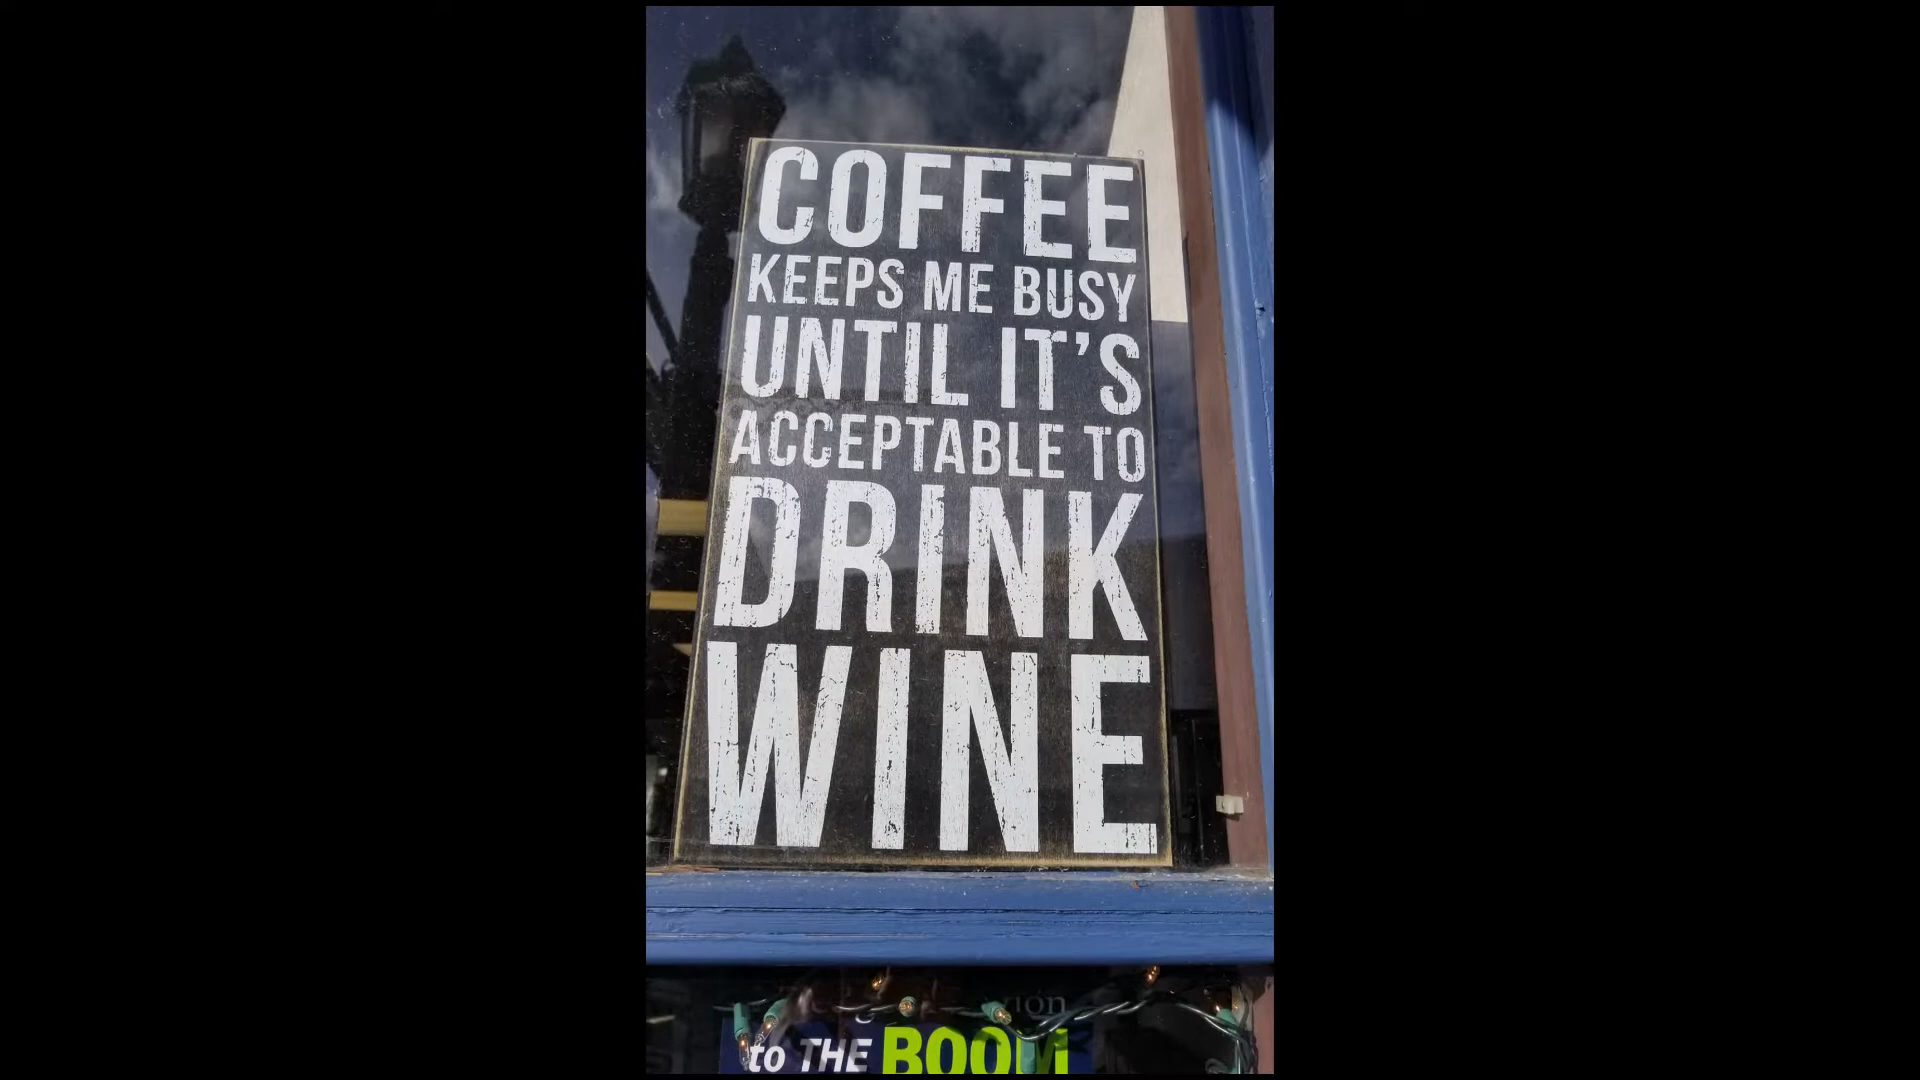 COFFEE
KEEPS ME BUSY
UNTIL IT'S
ACCEPTABLE TO
DRINK
WINE
to THE BOOM